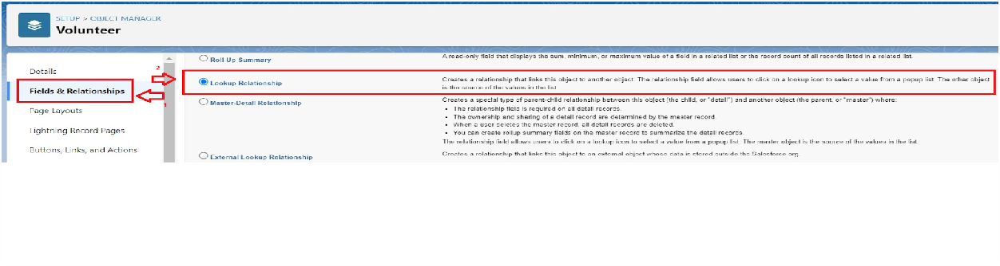 SETUP > OBJECT MANAGER
Volunteer
Details
Fields & Relationships
Page Layouts
Lightning Record Pages
Buttons, Links, and Actions
2
1
Roll-Up Summary
A read-only field that displays the sum, minimum, or maximum value of a field in a related list or the record count of all records listed in a related list.
Lookup Relationship
Creates a relationship that links this object to another object. The relationship field allows users to click on a lookup icon to select a value from a popup list. The other object
is the source of the values in the list.
Master-Detail Relationship
Creates a special type of parent-child relationship between this object (the child, or "detail") and another object (the parent, or "master") where:
• The relationship field is required on all detail records.
• The ownership and sharing of a detail record are determined by the master record.
• When a user deletes the master record, all detail records are deleted.
• You can create rollup summary fields on the master record to summarize the detail records.
The relationship field allows users to click on a lookup icon to select a value from a popup list. The master object is the source of the values in the list.
External Lookup Relationship
Creates a relationship that links this object to an external object whose data is stored outside the Salesforce org.